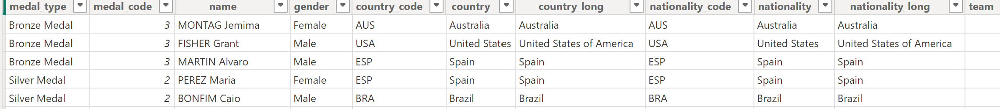 medal_type medal_code name gender country_code country country_long nationality_code nationality nationality_long team
Bronze Medal 3 MONTAG Jemima Female AUS Australia Australia AUS Australia Australia
Bronze Medal 3 FISHER Grant Male USA United States United States of America USA United States United States of America
Bronze Medal 3 MARTIN Alvaro Male ESP Spain Spain ESP Spain Spain
Silver Medal 2 PEREZ Maria Female ESP Spain Spain ESP Spain Spain
Silver Medal 2 BONFIM Caio Male BRA Brazil Brazil BRA Brazil Brazil